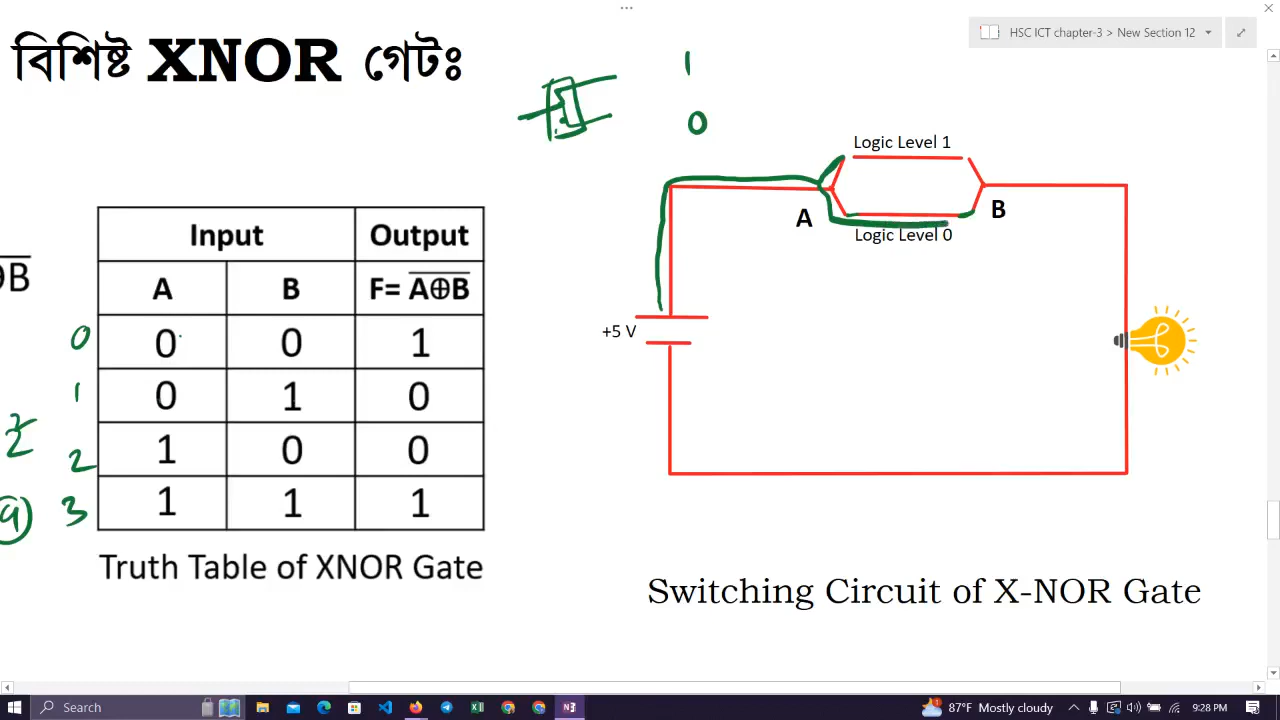 HSC ICT chapter-3 > New Section 12
বিশিষ্ট XNOR গেটঃ
1
0
Logic Level 1
A
B
Logic Level 0
+5 V
Input Output
A B F= A⊕B
0 0 0 1
1 0 1 0
2 1 0 0
3 1 1 1
Truth Table of XNOR Gate
Switching Circuit of X-NOR Gate
⊕B
Search
87°F Mostly cloudy
9:28 PM